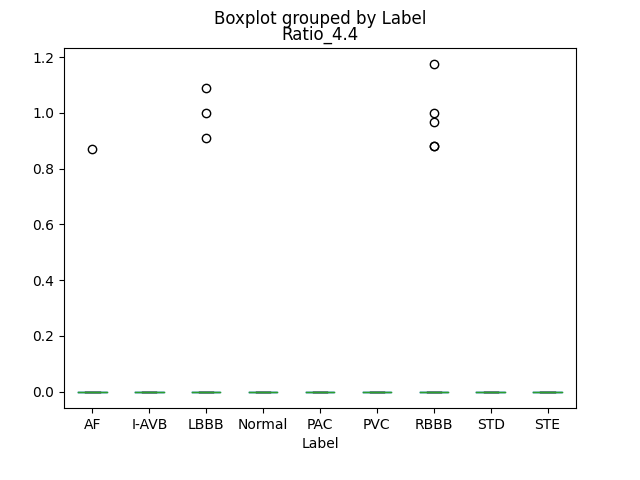 Boxplot grouped by Label
Ratio_4.4
1.2
1.0
0.8
0.6
0.4
0.2
0.0
AF I-AVB LBBB Normal PAC PVC RBBB STD STE
Label